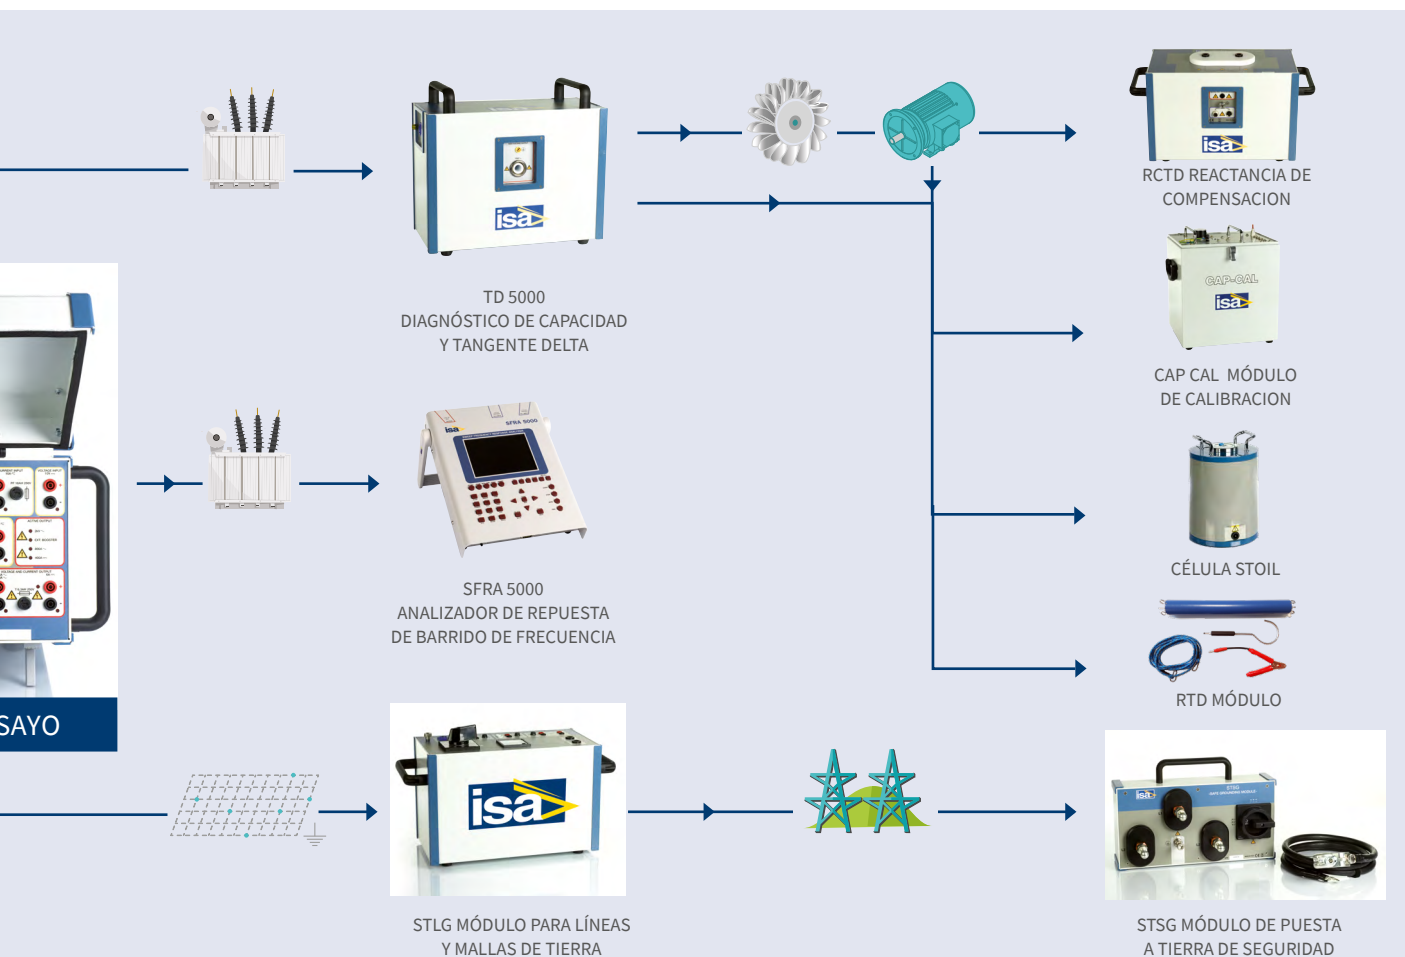 isa
isa
RCTD REACTANCIA DE
COMPENSACION
TD 5000
DIAGNÓSTICO DE CAPACIDAD
Y TANGENTE DELTA
CAP-CAL
isa
CAP CAL MÓDULO
DE CALIBRACION
isa
SFRA 5000
SFRA 5000
ANALIZADOR DE REPUESTA
DE BARRIDO DE FRECUENCIA
CÉLULA STOIL
RTD MÓDULO
SAYO
isa
STLG MÓDULO PARA LÍNEAS
Y MALLAS DE TIERRA
isa
STSG
STSG MÓDULO DE PUESTA
A TIERRA DE SEGURIDAD